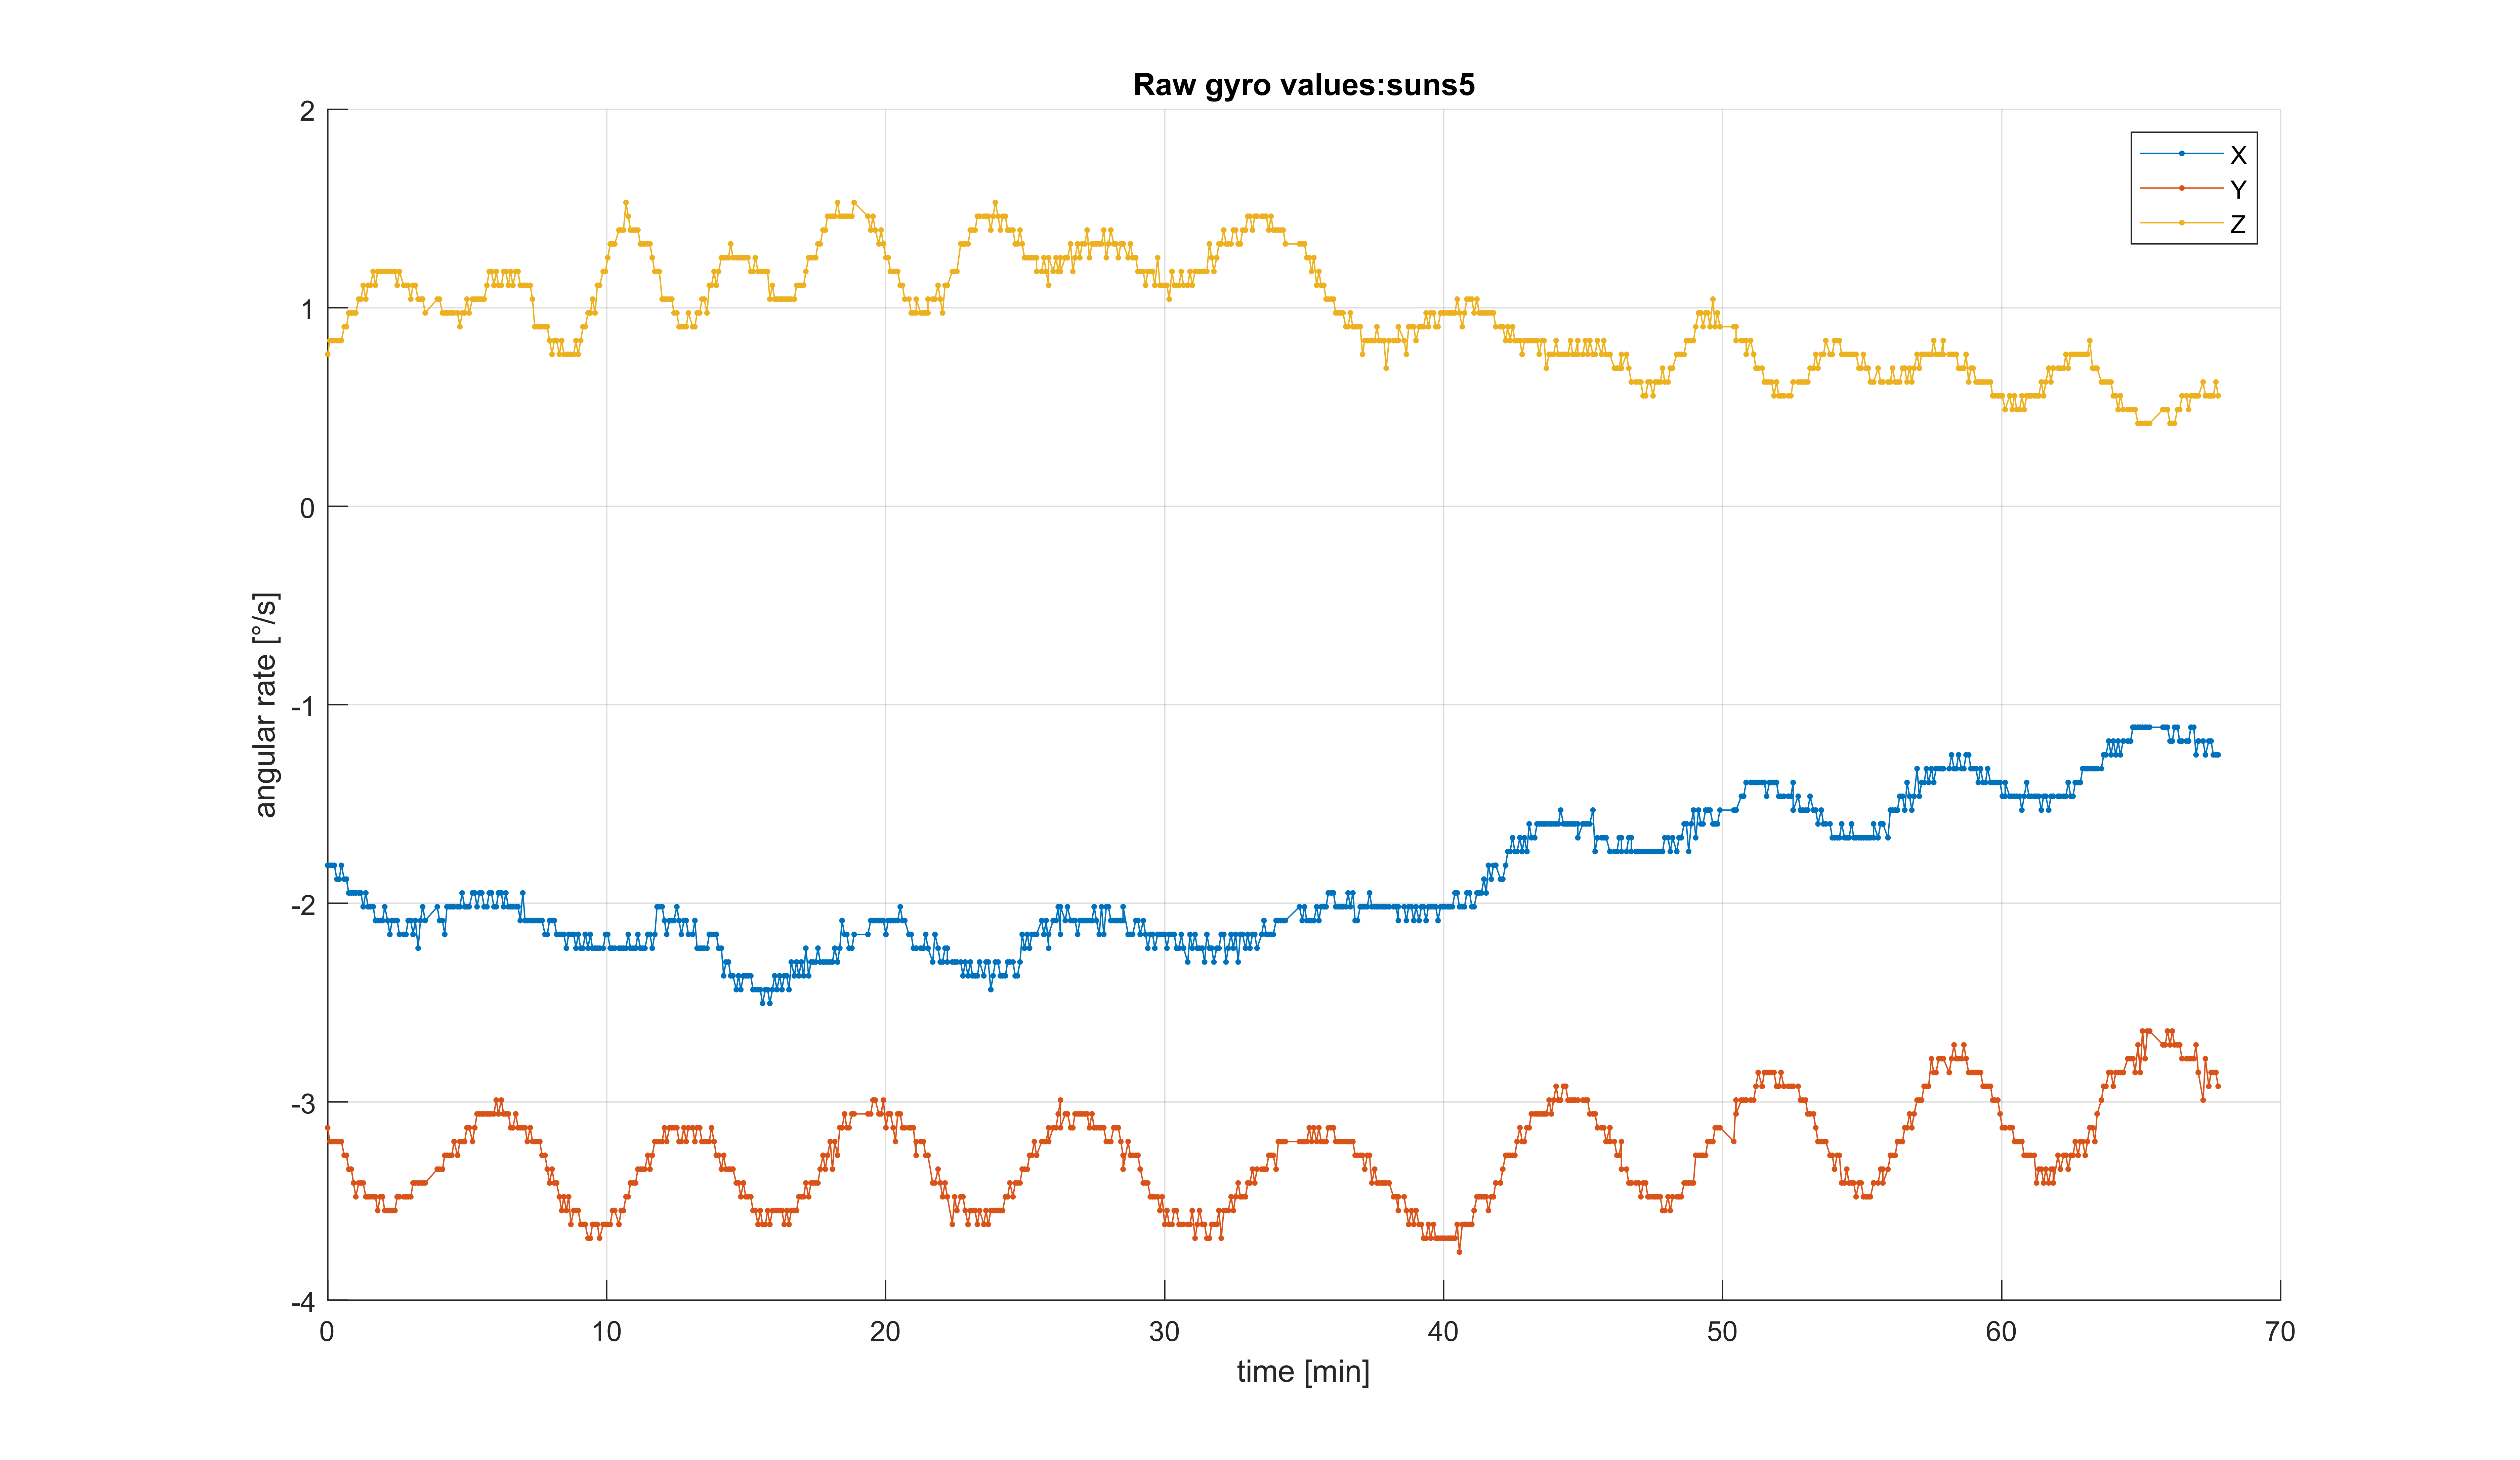 Raw gyro values:suns5
X
Y
Z
2
1
0
-1
-2
-3
-4
angular rate [°/s]
0 10 20 30 40 50 60 70
time [min]